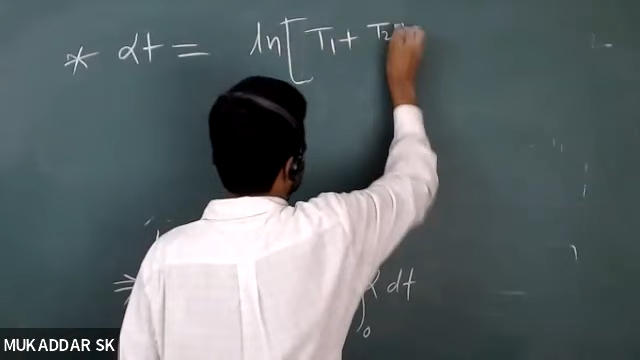 * αt = ln[T₁ + T₂
⇒ ∫₀ α dt
MUKADDAR SK